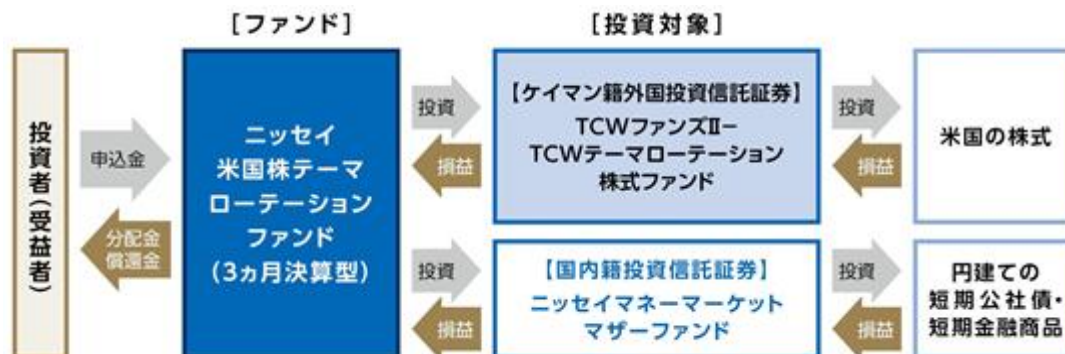 [ファンド]
[投資対象]
投資者(受益者)
申込金
分配金
償還金
ニッセイ
米国株テーマ
ローテーション
ファンド
(3ヵ月決算型)
投資
損益
【ケイマン籍外国投資信託証券】
TCWファンズⅡー
TCWテーマローテーション
株式ファンド
投資
損益
米国の株式
投資
損益
【国内籍投資信託証券】
ニッセイマネーマーケット
マザーファンド
投資
損益
円建ての
短期公社債・
短期金融商品